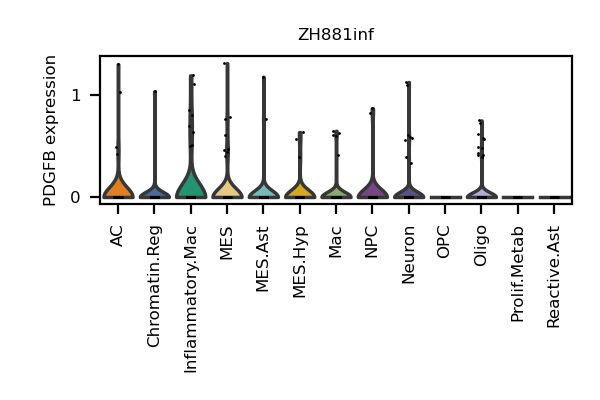 ZH881inf
PDGFB expression
1
0
AC
Chromatin.Reg
Inflammatory.Mac
MES
MES.Ast
MES.Hyp
Mac
NPC
Neuron
OPC
Oligo
Prolif.Metab
Reactive.Ast